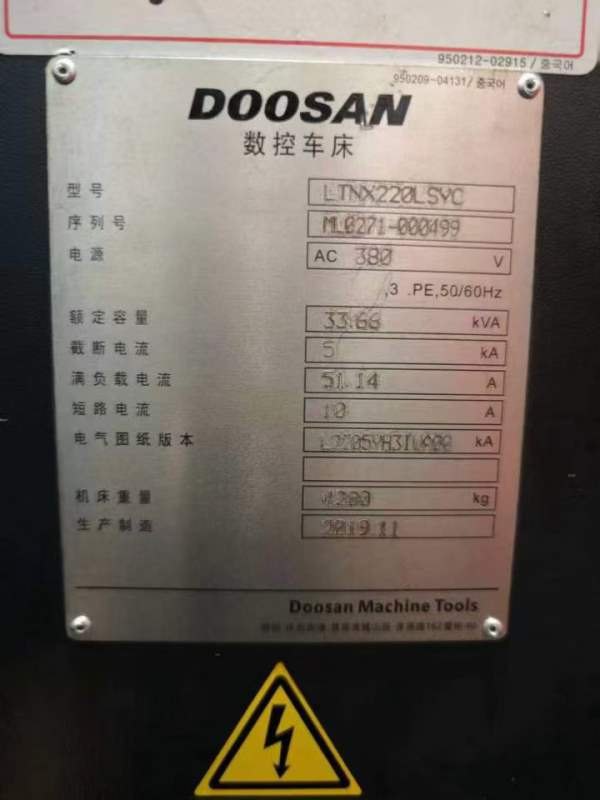 950212-02915 / 중국어
950209-04131 / 중국어
DOOSAN
数控车床
型号 LTNX220LSYC
序列号 ML0271-000499
电源 AC 380 V
,3 .PE,50/60Hz
额定容量 33.66 kVA
截断电流 5 kA
满负载电流 51.14 A
短路电流 10 A
电气图纸版本 kA
机床重量 4200 kg
生产制造 2019.11
Doosan Machine Tools